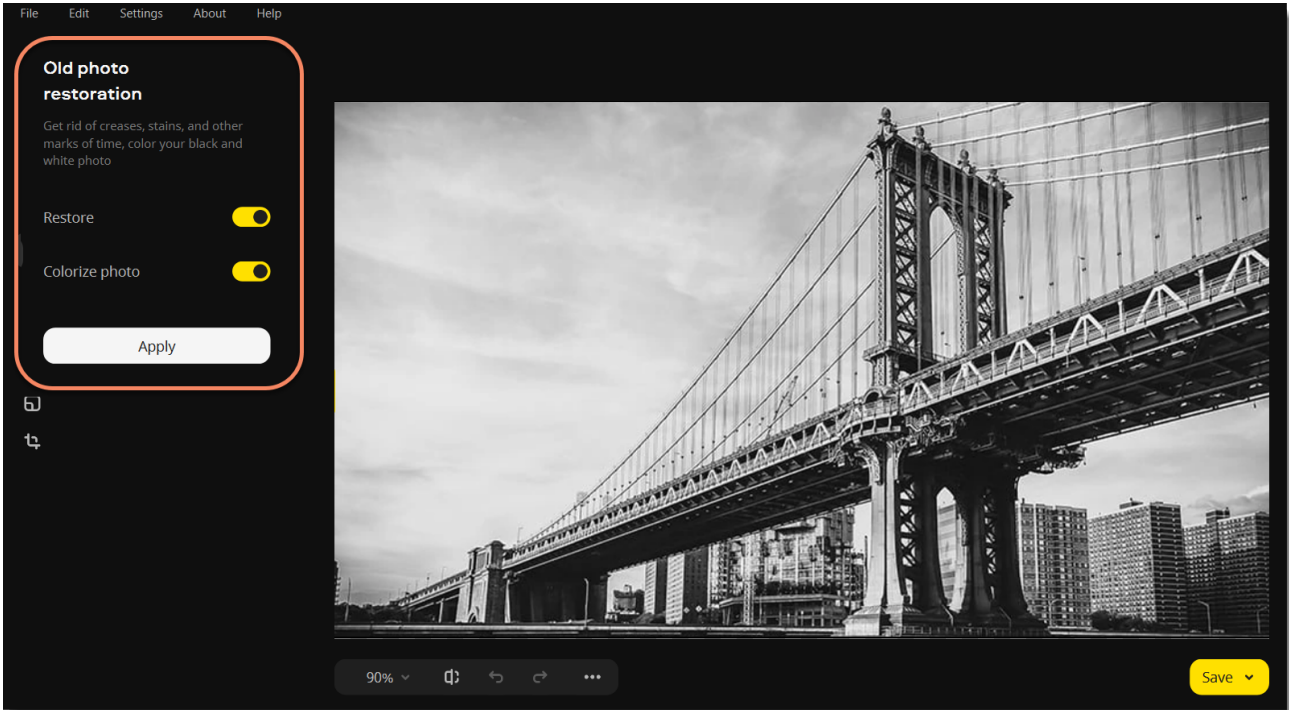 File Edit Settings About Help
Old photo
restoration
Get rid of creases, stains, and other
marks of time, color your black and
white photo
Restore
Colorize photo
Apply
90%
Save